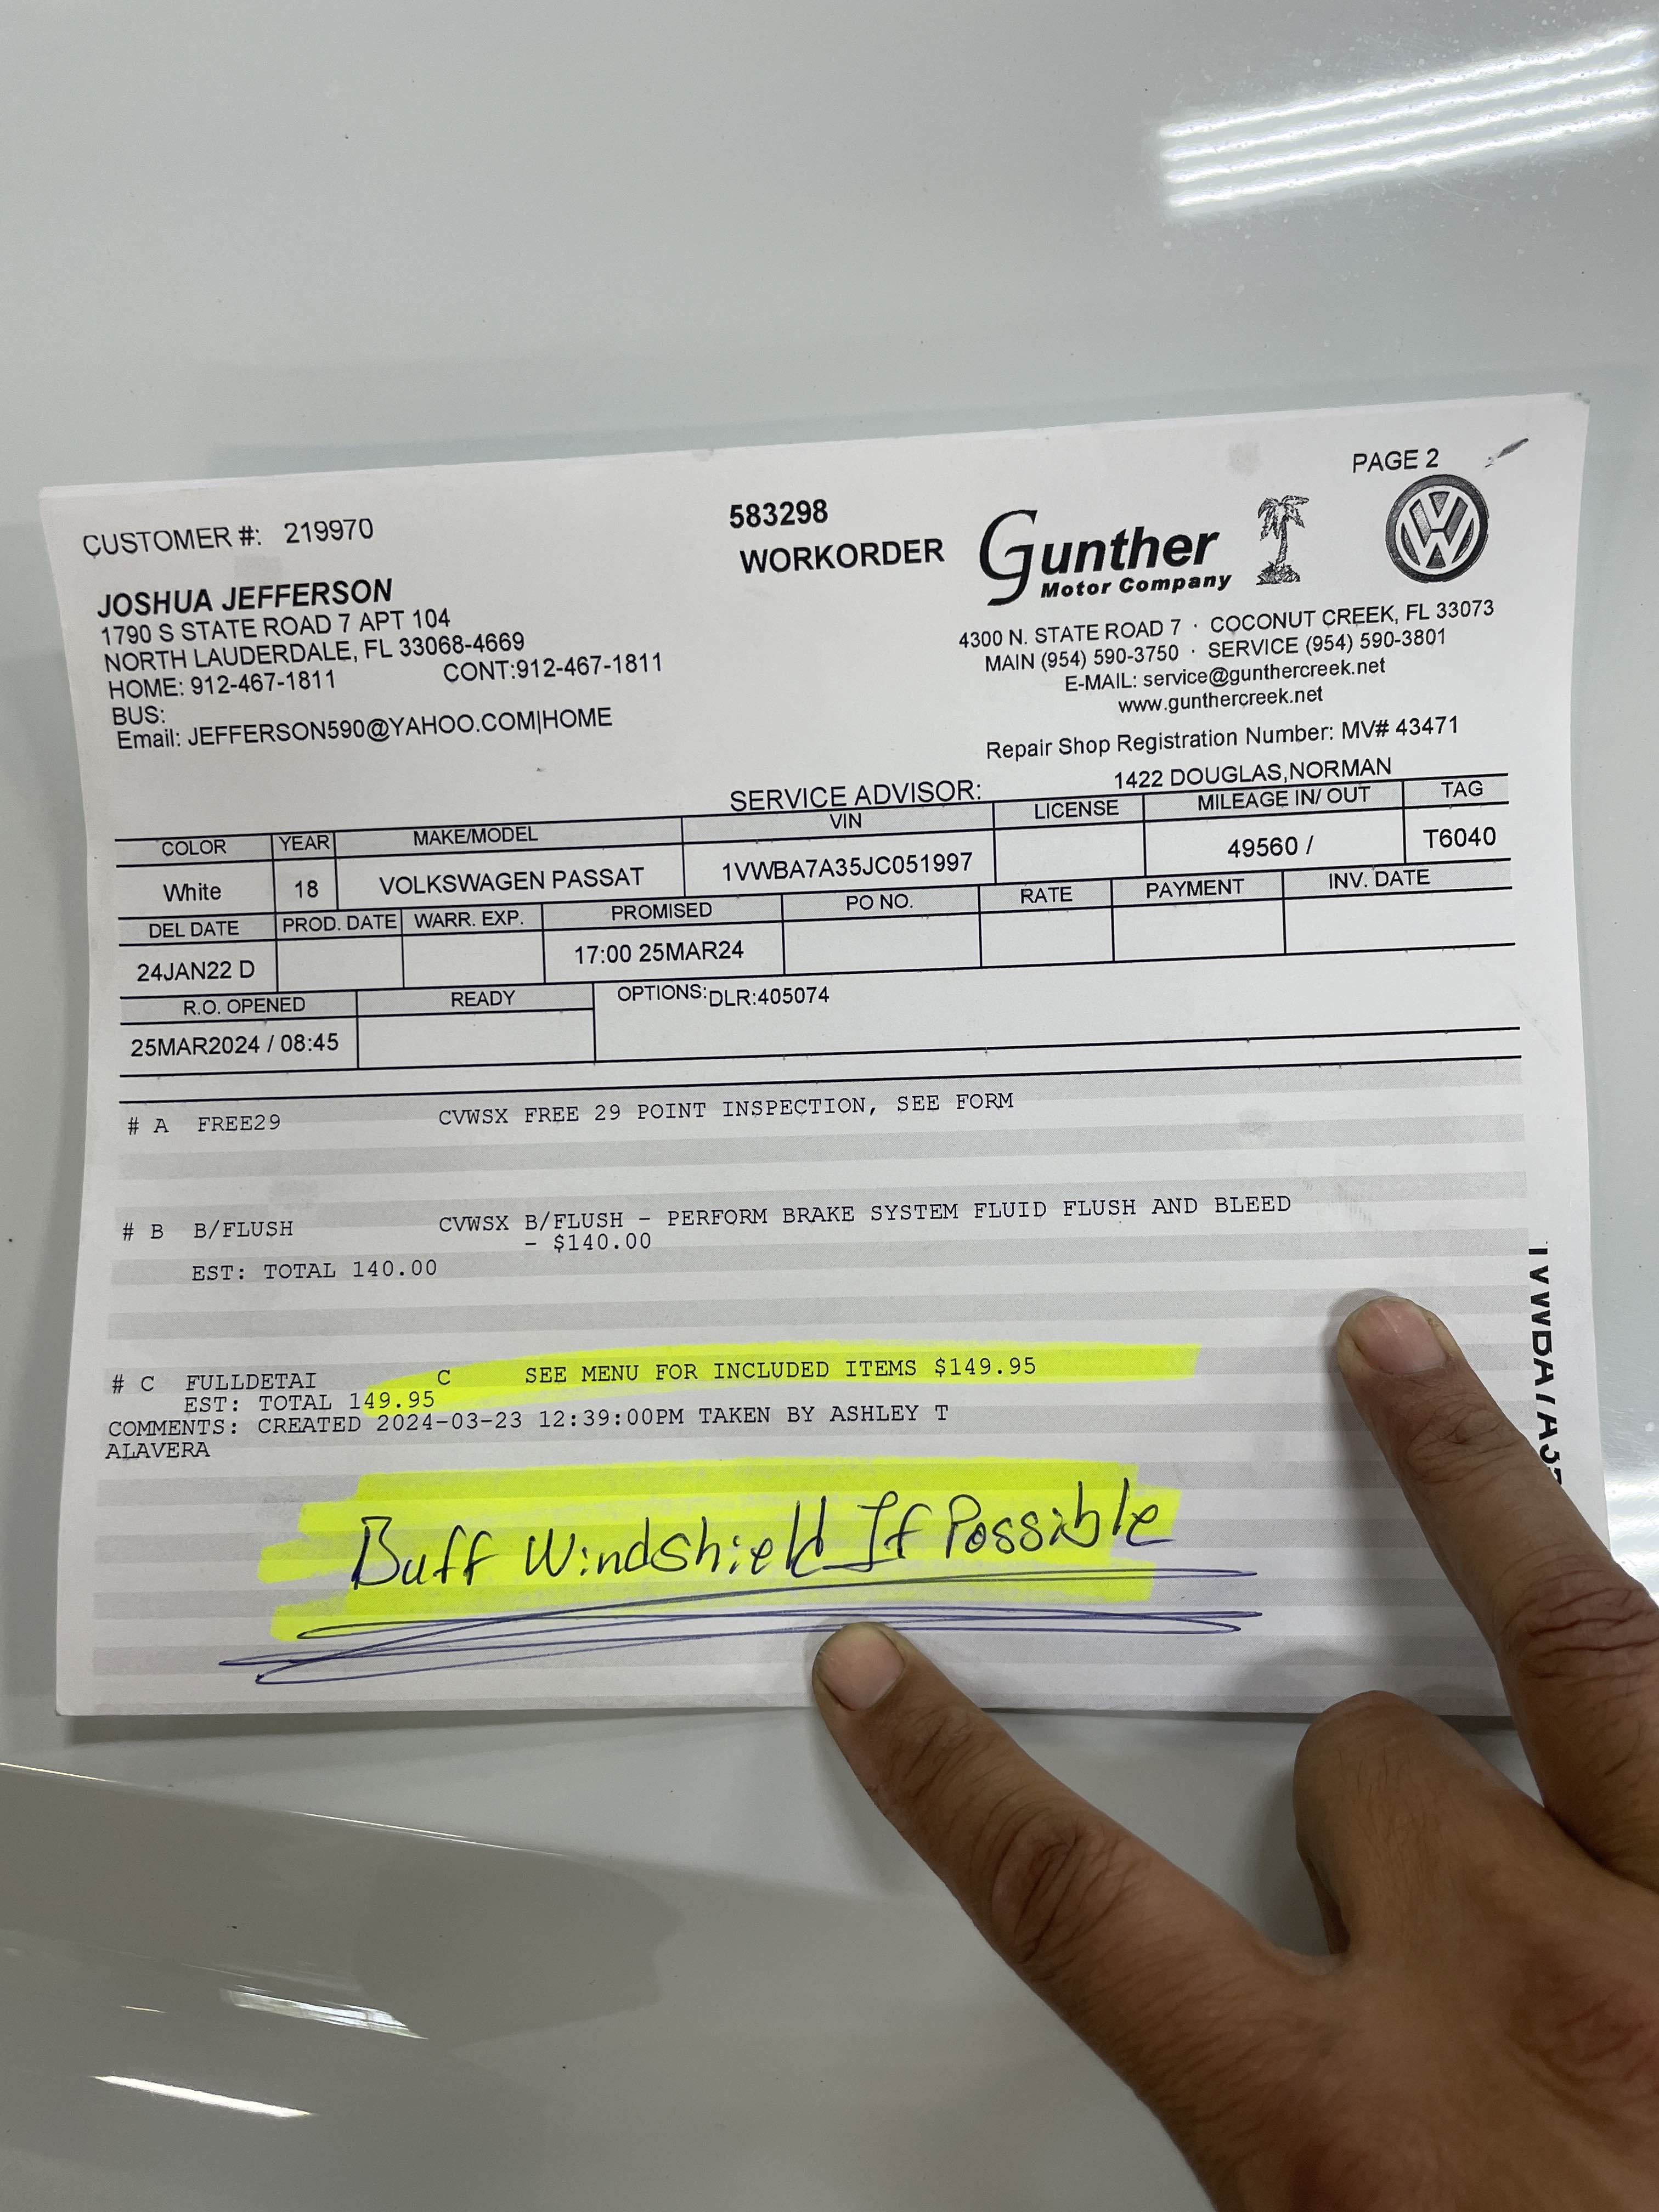 PAGE 2
CUSTOMER #: 219970
583298
WORKORDER
Gunther
Motor Company
JOSHUA JEFFERSON
1790 S STATE ROAD 7 APT 104
NORTH LAUDERDALE, FL 33068-4669
HOME: 912-467-1811 CONT:912-467-1811
BUS:
Email: JEFFERSON590@YAHOO.COM|HOME
4300 N. STATE ROAD 7 · COCONUT CREEK, FL 33073
MAIN (954) 590-3750 · SERVICE (954) 590-3801
E-MAIL: service@gunthercreek.net
www.gunthercreek.net
Repair Shop Registration Number: MV# 43471
SERVICE ADVISOR: 1422 DOUGLAS,NORMAN
COLOR YEAR MAKE/MODEL VIN LICENSE MILEAGE IN/ OUT TAG
White 18 VOLKSWAGEN PASSAT 1VWBA7A35JC051997 49560 / T6040
DEL DATE PROD. DATE WARR. EXP. PROMISED PO NO. RATE PAYMENT INV. DATE
24JAN22 D 17:00 25MAR24
R.O. OPENED READY OPTIONS: DLR:405074
25MAR2024 / 08:45
# A FREE29 CVWSX FREE 29 POINT INSPECTION, SEE FORM
# B B/FLUSH CVWSX B/FLUSH - PERFORM BRAKE SYSTEM FLUID FLUSH AND BLEED
- $140.00
EST: TOTAL 140.00
# C FULLDETAI C SEE MENU FOR INCLUDED ITEMS $149.95
EST: TOTAL 149.95
COMMENTS: CREATED 2024-03-23 12:39:00PM TAKEN BY ASHLEY T
ALAVERA
Buff Windshield If Possible